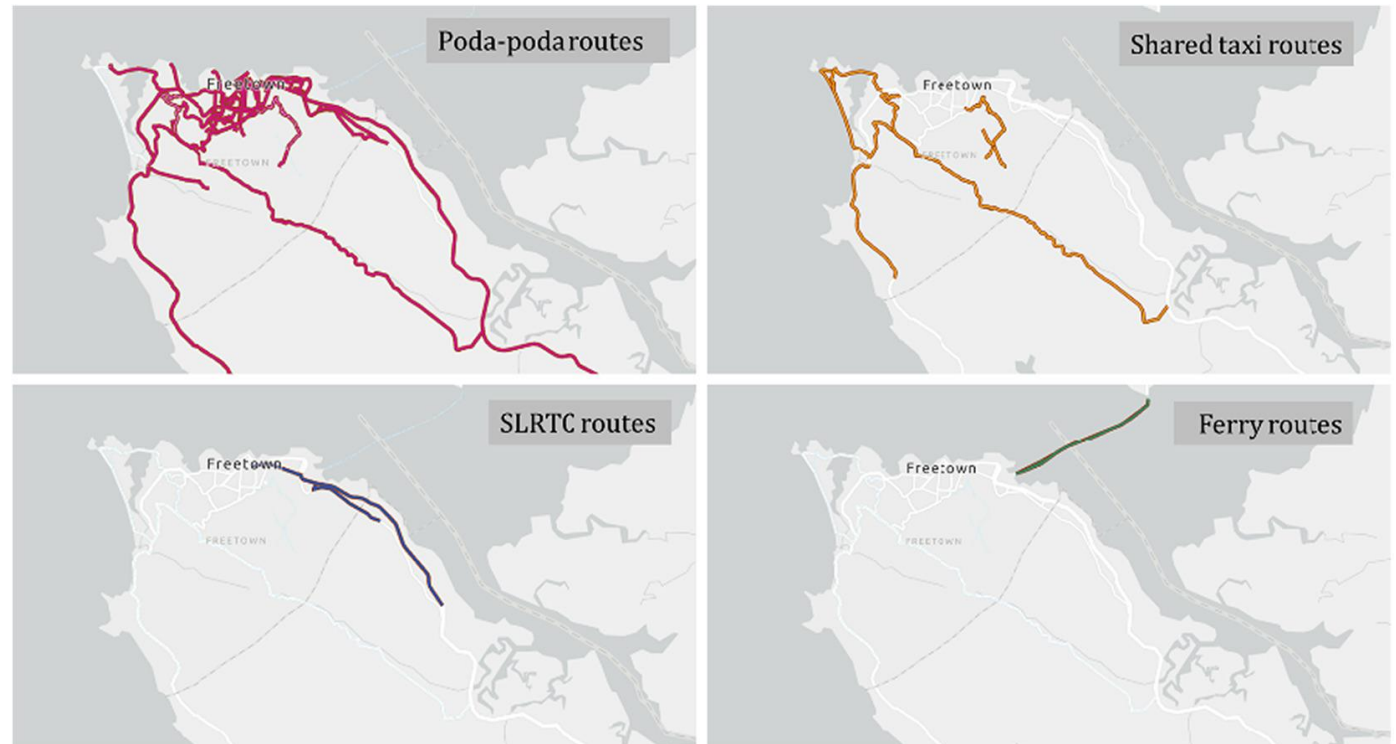 Poda-poda routes
Freetown
FREETOWN
Shared taxi routes
Freetown
FREETOWN
SLRTC routes
Freetown
FREETOWN
Ferry routes
Freetown
FREETOWN